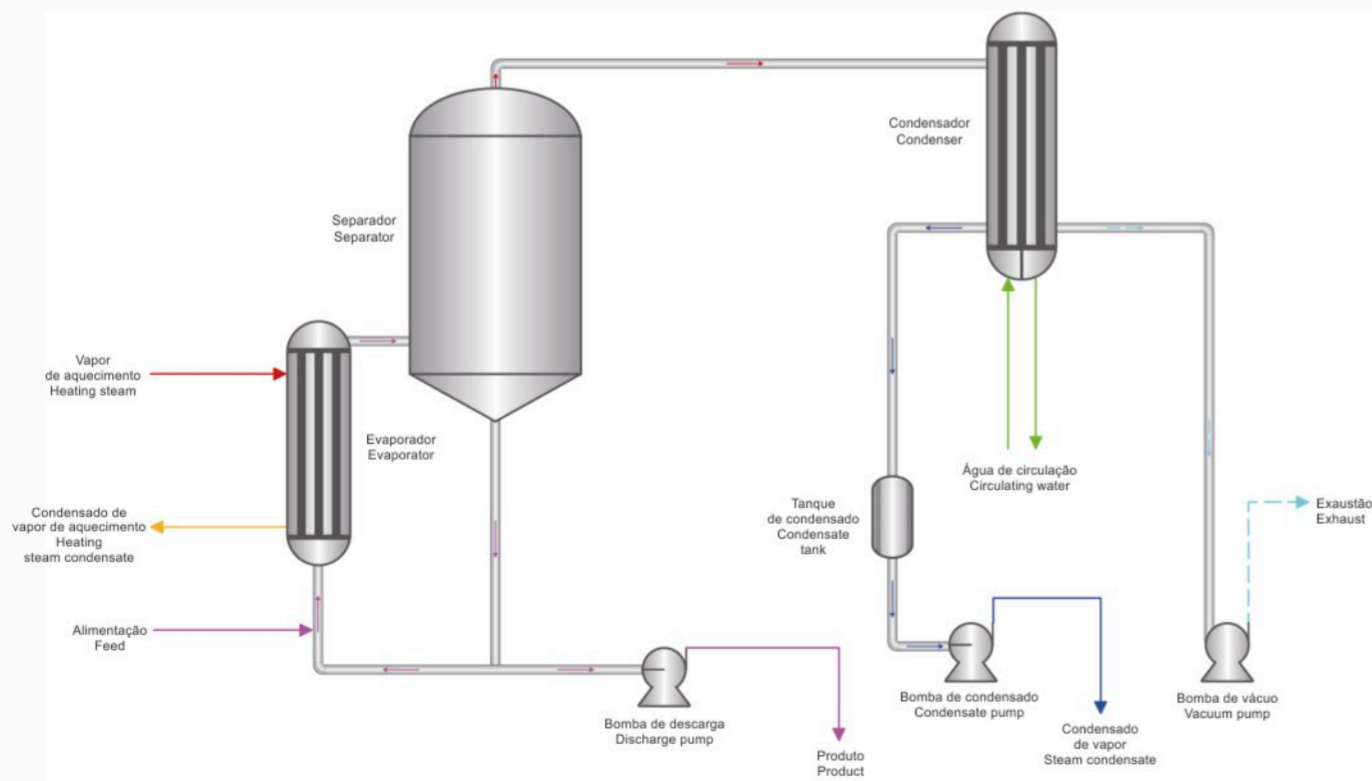 Condensador
Condenser
Separador
Separator
Vapor
de aquecimento
Heating steam
Evaporador
Evaporator
Condensado de
vapor de aquecimento
Heating
steam condensate
Alimentação
Feed
Água de circulação
Circulating water
Tanque
de condensado
Condensate
tank
Exaustão
Exhaust
Bomba de descarga
Discharge pump
Produto
Product
Bomba de condensado
Condensate pump
Condensado
de vapor
Steam condensate
Bomba de vácuo
Vacuum pump